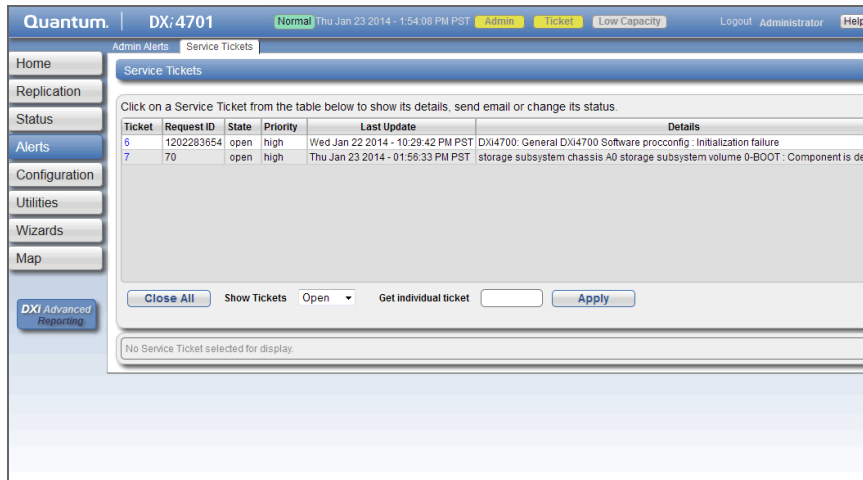 Quantum. DXi4701 Normal Thu Jan 23 2014 - 1:54:08 PM PST Admin Ticket Low Capacity Logout Administrator Help
Admin Alerts Service Tickets
Home
Service Tickets
Replication
Status
Alerts
Configuration
Utilities
Wizards
Map
DXi Advanced
Reporting
Click on a Service Ticket from the table below to show its details, send email or change its status.
Ticket Request ID State Priority Last Update Details
6 1202283654 open high Wed Jan 22 2014 - 10:29:42 PM PST DXi4700: General DXi4700 Software procconfig : Initialization failure
7 70 open high Thu Jan 23 2014 - 01:56:33 PM PST storage subsystem chassis A0 storage subsystem volume 0-BOOT : Component is de
Close All Show Tickets Open Get individual ticket Apply
No Service Ticket selected for display.